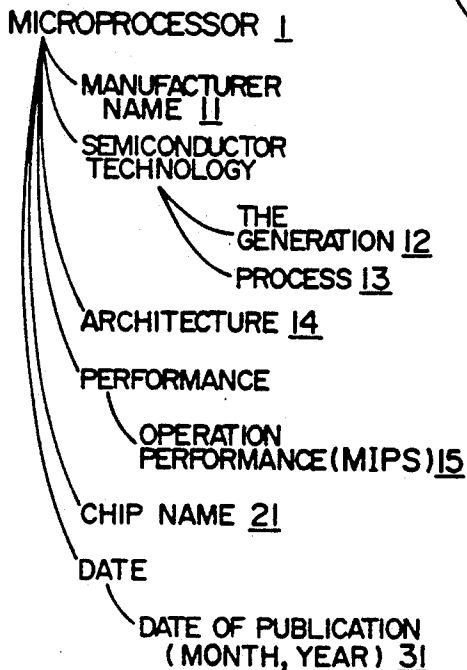 MICROPROCESSOR 1
MANUFACTURER
NAME 11
SEMICONDUCTOR
TECHNOLOGY
THE
GENERATION 12
PROCESS 13
ARCHITECTURE 14
PERFORMANCE
OPERATION
PERFORMANCE (MIPS) 15
CHIP NAME 21
DATE
DATE OF PUBLICATION
(MONTH, YEAR) 31